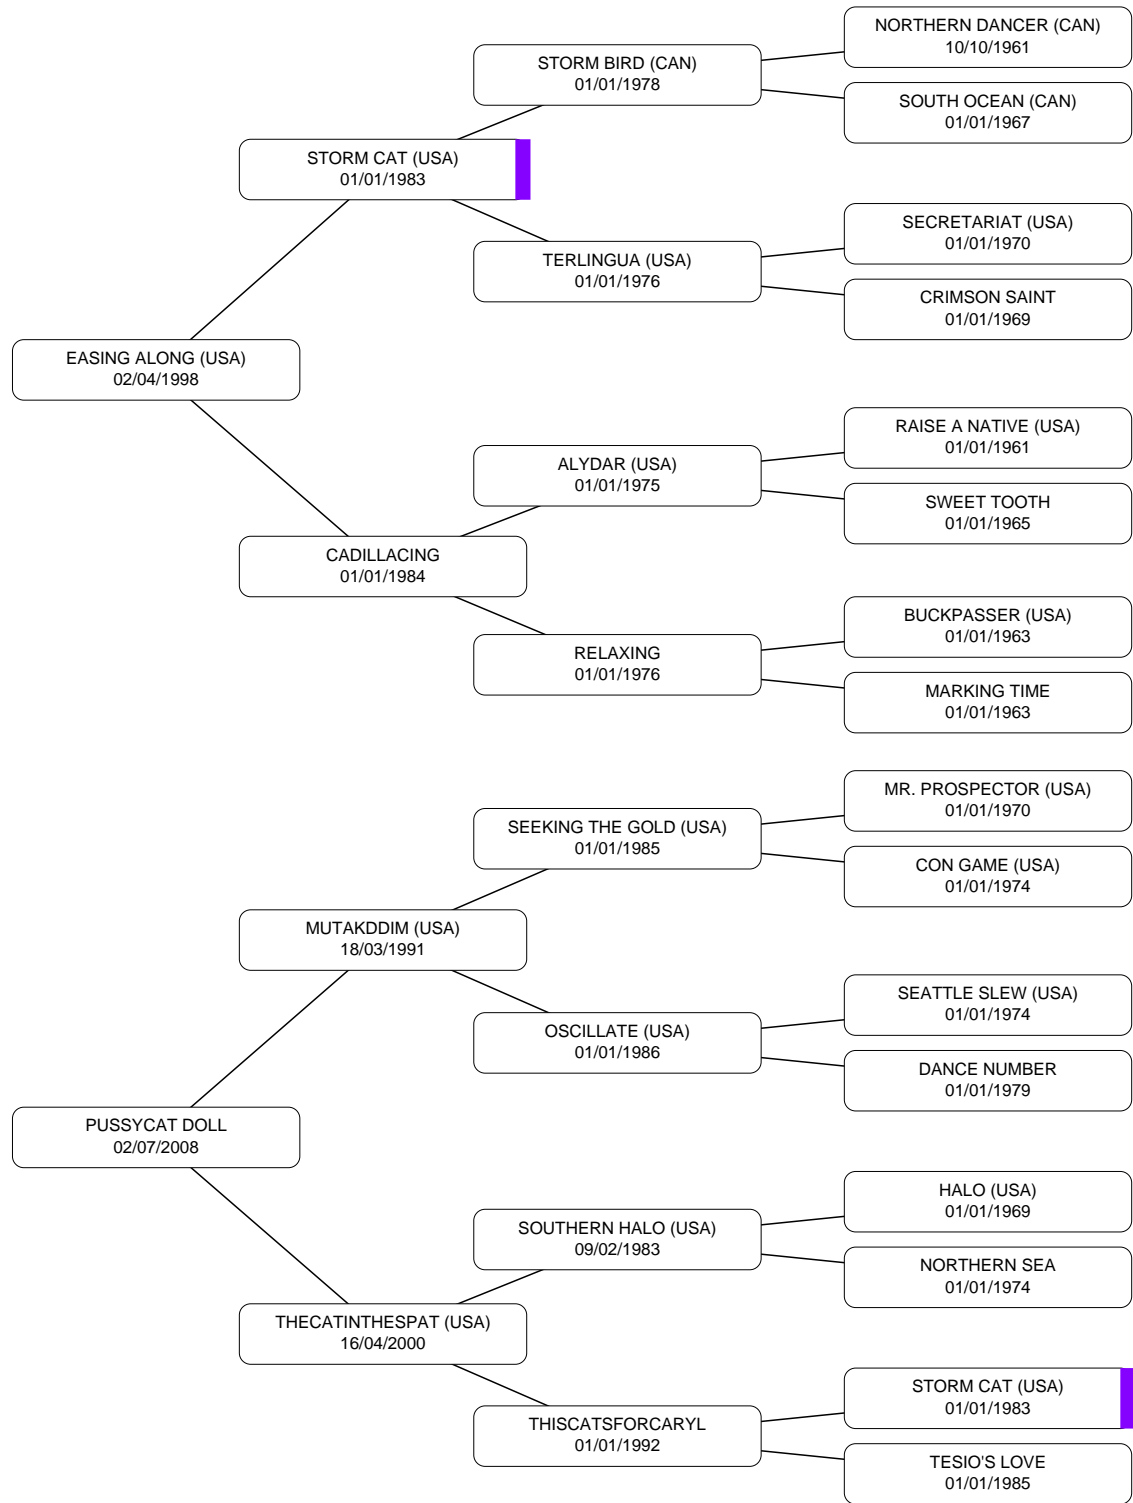 NORTHERN DANCER (CAN)
10/10/1961
STORM BIRD (CAN)
01/01/1978
SOUTH OCEAN (CAN)
01/01/1967
STORM CAT (USA)
01/01/1983
SECRETARIAT (USA)
01/01/1970
TERLINGUA (USA)
01/01/1976
CRIMSON SAINT
01/01/1969
EASING ALONG (USA)
02/04/1998
RAISE A NATIVE (USA)
01/01/1961
ALYDAR (USA)
01/01/1975
SWEET TOOTH
01/01/1965
CADILLACING
01/01/1984
BUCKPASSER (USA)
01/01/1963
RELAXING
01/01/1976
MARKING TIME
01/01/1963
MR. PROSPECTOR (USA)
01/01/1970
SEEKING THE GOLD (USA)
01/01/1985
CON GAME (USA)
01/01/1974
MUTAKDDIM (USA)
18/03/1991
SEATTLE SLEW (USA)
01/01/1974
OSCILLATE (USA)
01/01/1986
DANCE NUMBER
01/01/1979
PUSSYCAT DOLL
02/07/2008
HALO (USA)
01/01/1969
SOUTHERN HALO (USA)
09/02/1983
NORTHERN SEA
01/01/1974
THECATINTHESPAT (USA)
16/04/2000
STORM CAT (USA)
01/01/1983
THISCATSFORCARYL
01/01/1992
TESIO'S LOVE
01/01/1985